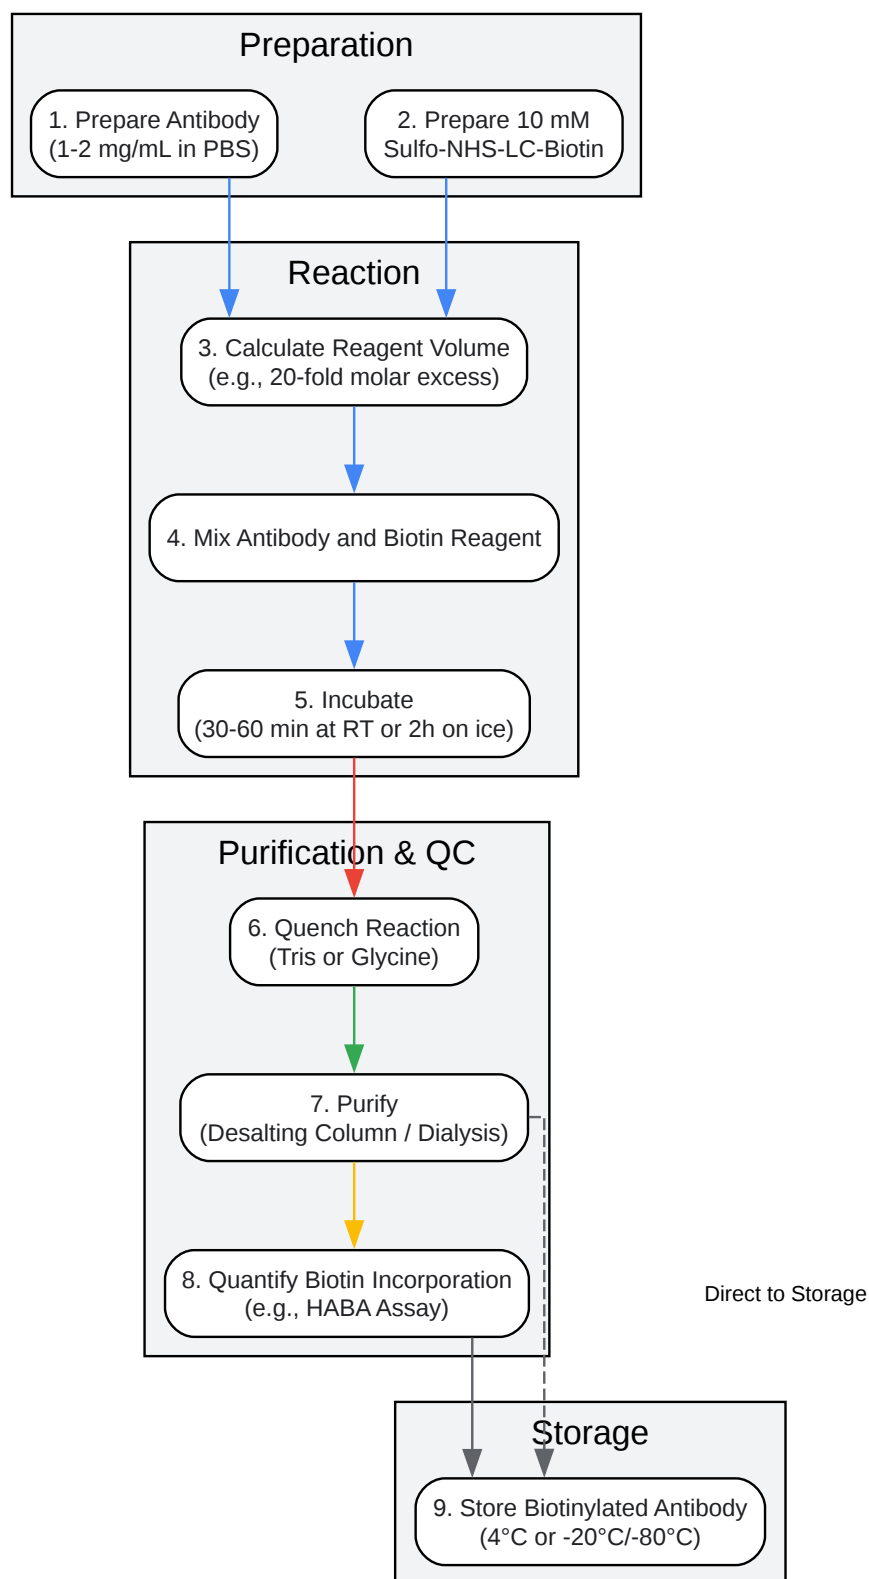 Preparation
1. Prepare Antibody
(1-2 mg/mL in PBS)
2. Prepare 10 mM
Sulfo-NHS-LC-Biotin
Reaction
3. Calculate Reagent Volume
(e.g., 20-fold molar excess)
4. Mix Antibody and Biotin Reagent
5. Incubate
(30-60 min at RT or 2h on ice)
Purification & QC
6. Quench Reaction
(Tris or Glycine)
7. Purify
(Desalting Column / Dialysis)
8. Quantify Biotin Incorporation
(e.g., HABA Assay)
Direct to Storage
Storage
9. Store Biotinylated Antibody
(4°C or -20°C/-80°C)